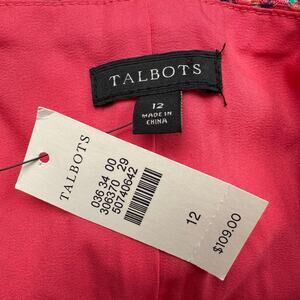 TALBOTS
12
MADE IN
CHINA
TALBOTS
036 34 00
306370 29
50740642
12
$109.00